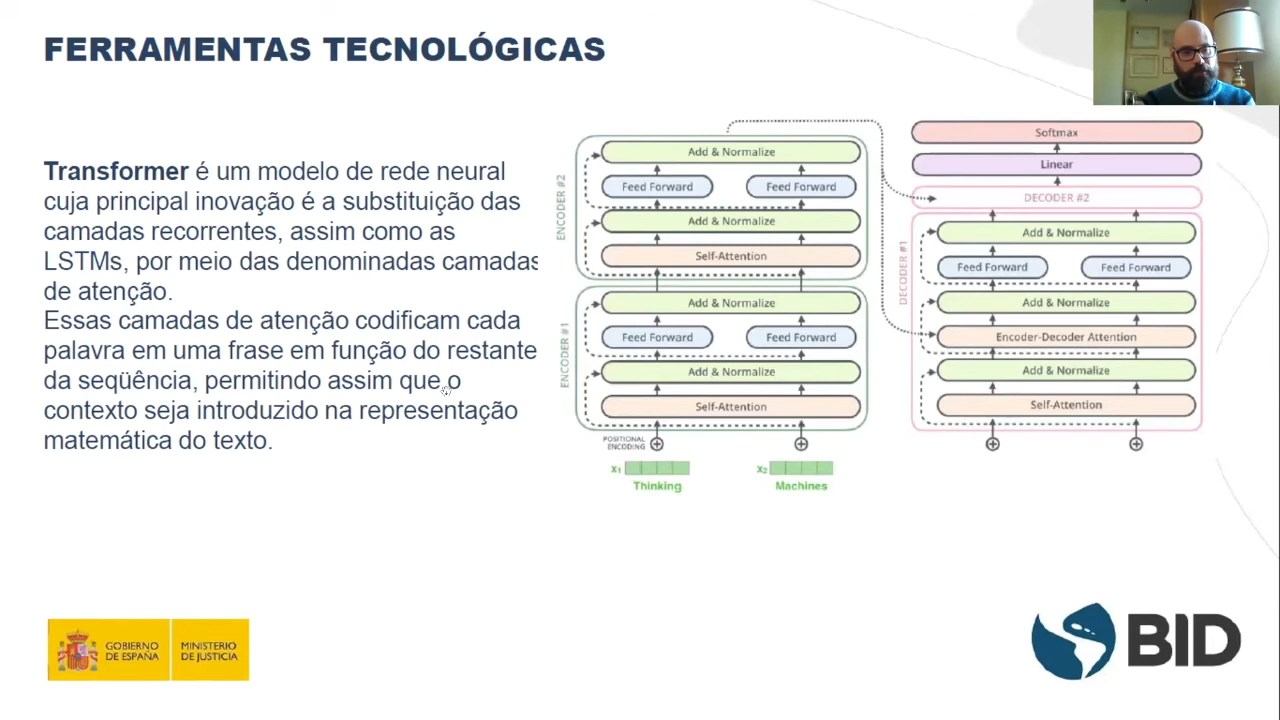 FERRAMENTAS TECNOLÓGICAS
Transformer é um modelo de rede neural
cuja principal inovação é a substituição das
camadas recorrentes, assim como as
LSTMs, por meio das denominadas camadas
de atenção.
Essas camadas de atenção codificam cada
palavra em uma frase em função do restante
da seqüência, permitindo assim que o
contexto seja introduzido na representação
matemática do texto.
ENCODER #2
Add & Normalize
Feed Forward Feed Forward
Add & Normalize
Self-Attention
ENCODER #1
Add & Normalize
Feed Forward Feed Forward
Add & Normalize
Self-Attention
POSITIONAL
ENCODING
X1 X2
Thinking Machines
Softmax
Linear
DECODER #2
DECODER #1
Add & Normalize
Feed Forward Feed Forward
Add & Normalize
Encoder-Decoder Attention
Add & Normalize
Self-Attention
GOBIERNO
DE ESPAÑA
MINISTERIO
DE JUSTICIA
BID